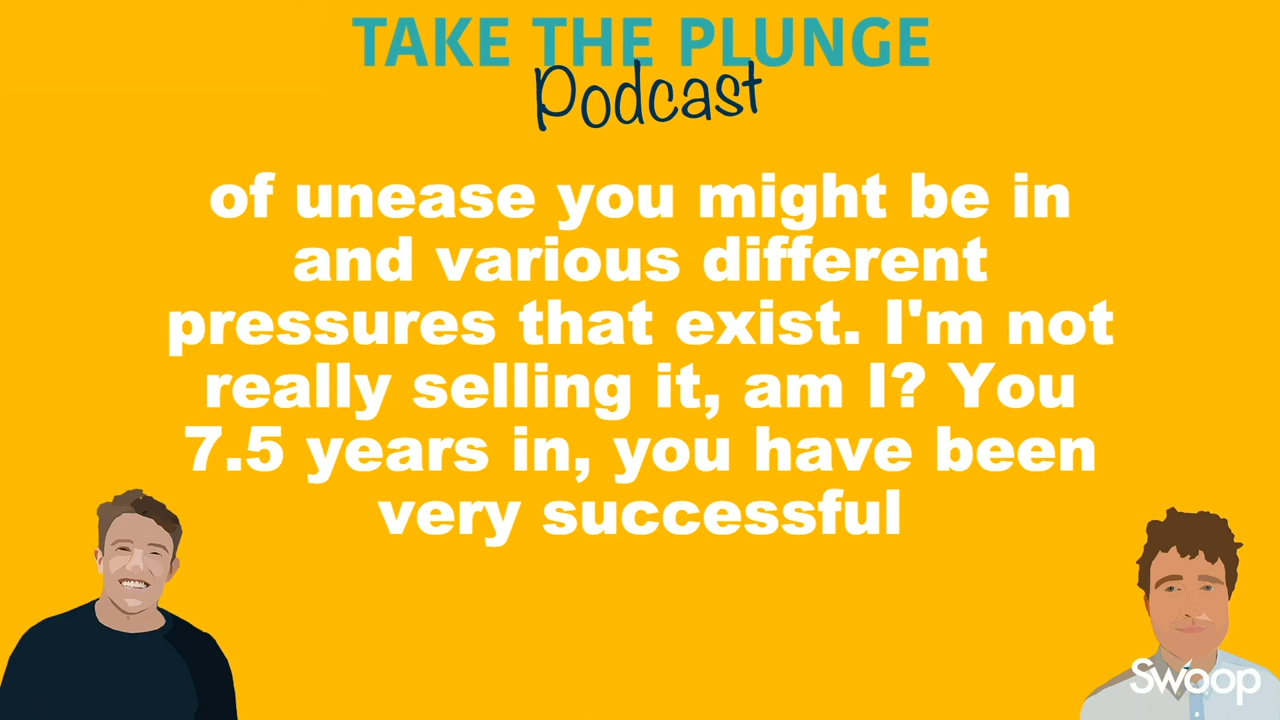 TAKE THE PLUNGE
Podcast
of unease you might be in
and various different
pressures that exist. I'm not
really selling it, am I? You
7.5 years in, you have been
very successful
Swoop